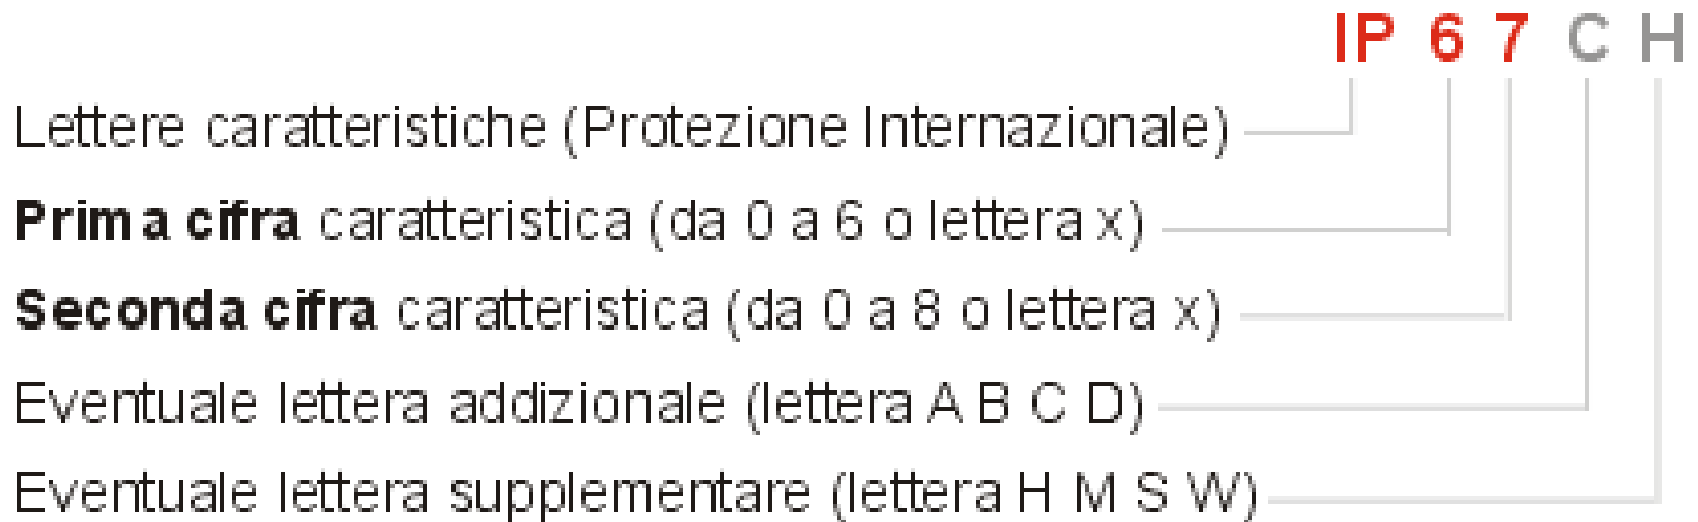 IP 6 7 C H
Lettere caratteristiche (Protezione Internazionale)
Prima cifra caratteristica (da 0 a 6 o lettera x)
Seconda cifra caratteristica (da 0 a 8 o lettera x)
Eventuale lettera addizionale (lettera A B C D)
Eventuale lettera supplementare (lettera H M S W)